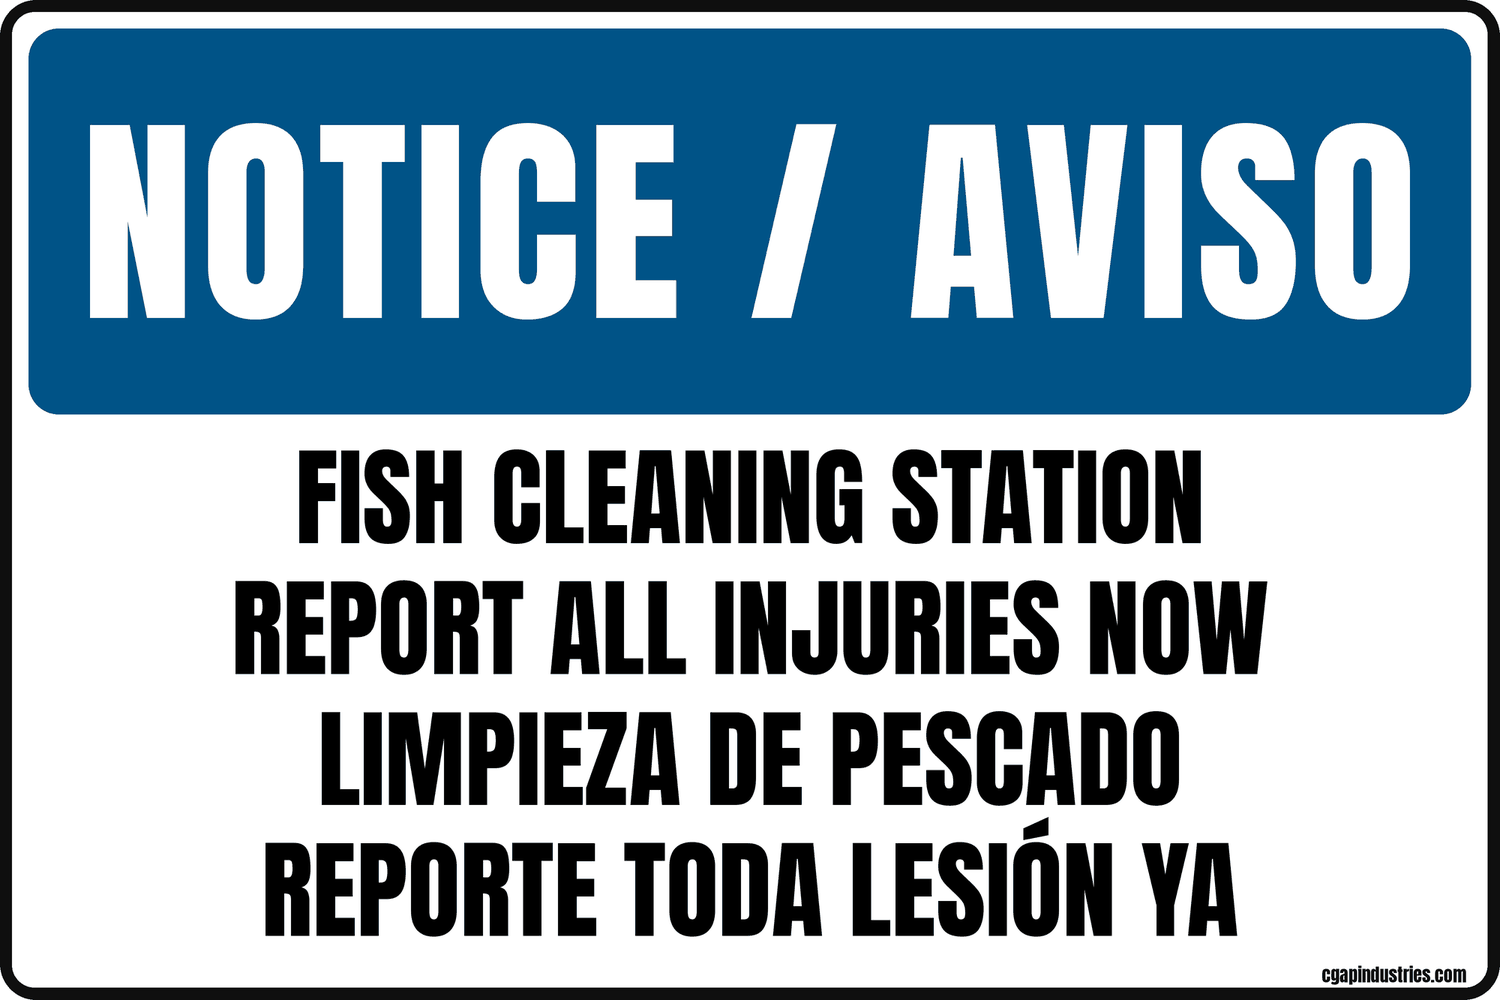 NOTICE / AVISO
FISH CLEANING STATION
REPORT ALL INJURIES NOW
LIMPIEZA DE PESCADO
REPORTE TODA LESIÓN YA
cgapindustries.com